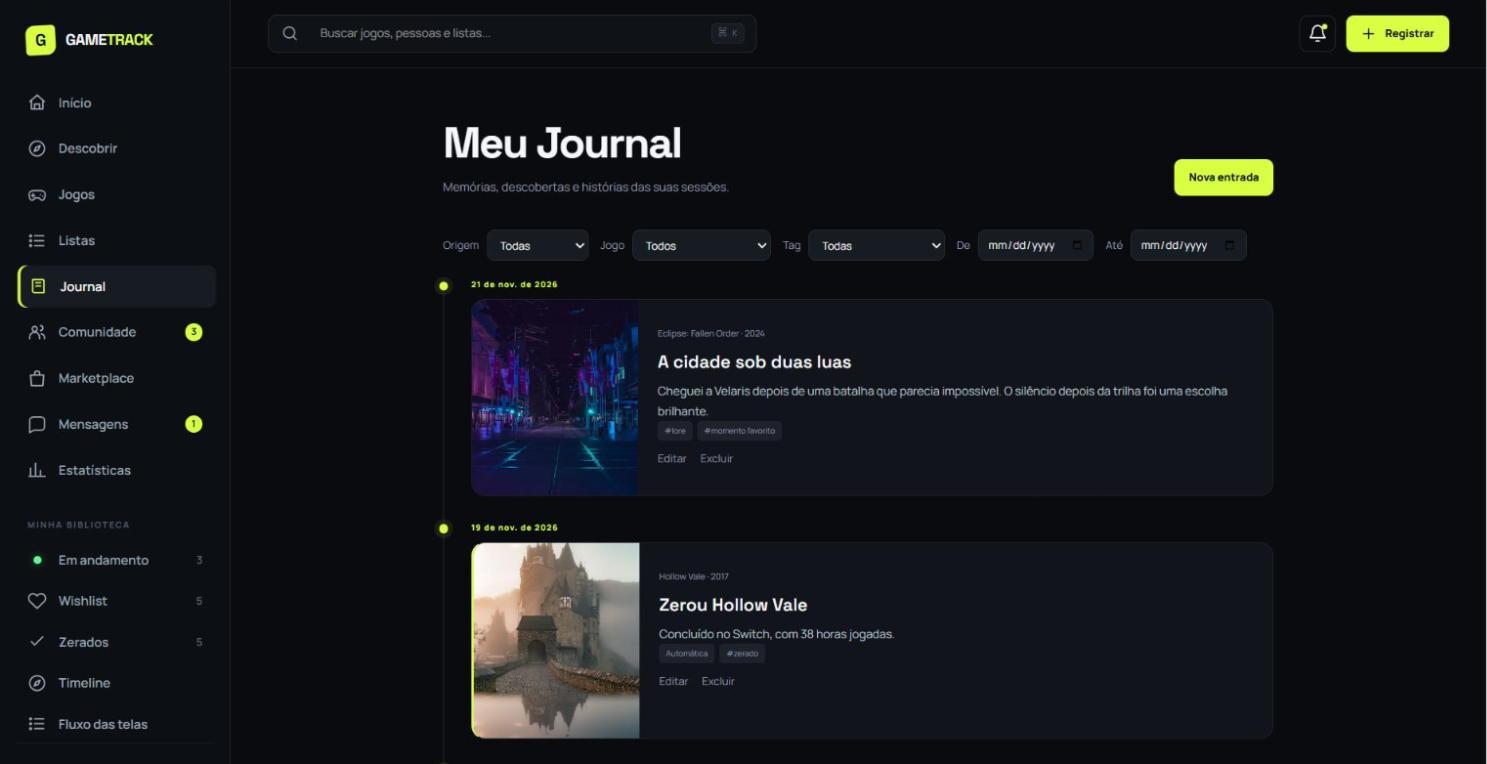 G GAMETRACK
Buscar jogos, pessoas e listas...
⌘ K
Registrar
Início
Descobrir
Jogos
Listas
Journal
Comunidade 3
Marketplace
Mensagens 1
Estatísticas
MINHA BIBLIOTECA
Em andamento 3
Wishlist 5
Zerados 5
Timeline
Fluxo das telas
Meu Journal
Memórias, descobertas e histórias das suas sessões.
Nova entrada
Origem Todas Jogo Todos Tag Todas De mm/dd/yyyy Até mm/dd/yyyy
21 de nov. de 2026
Eclipse: Fallen Order · 2024
A cidade sob duas luas
Cheguei a Velaris depois de uma batalha que parecia impossível. O silêncio depois da trilha foi uma escolha
brilhante.
#lore #momento favorito
Editar Excluir
19 de nov. de 2026
Hollow Vale · 2017
Zerou Hollow Vale
Concluído no Switch, com 38 horas jogadas.
Automática #zerado
Editar Excluir